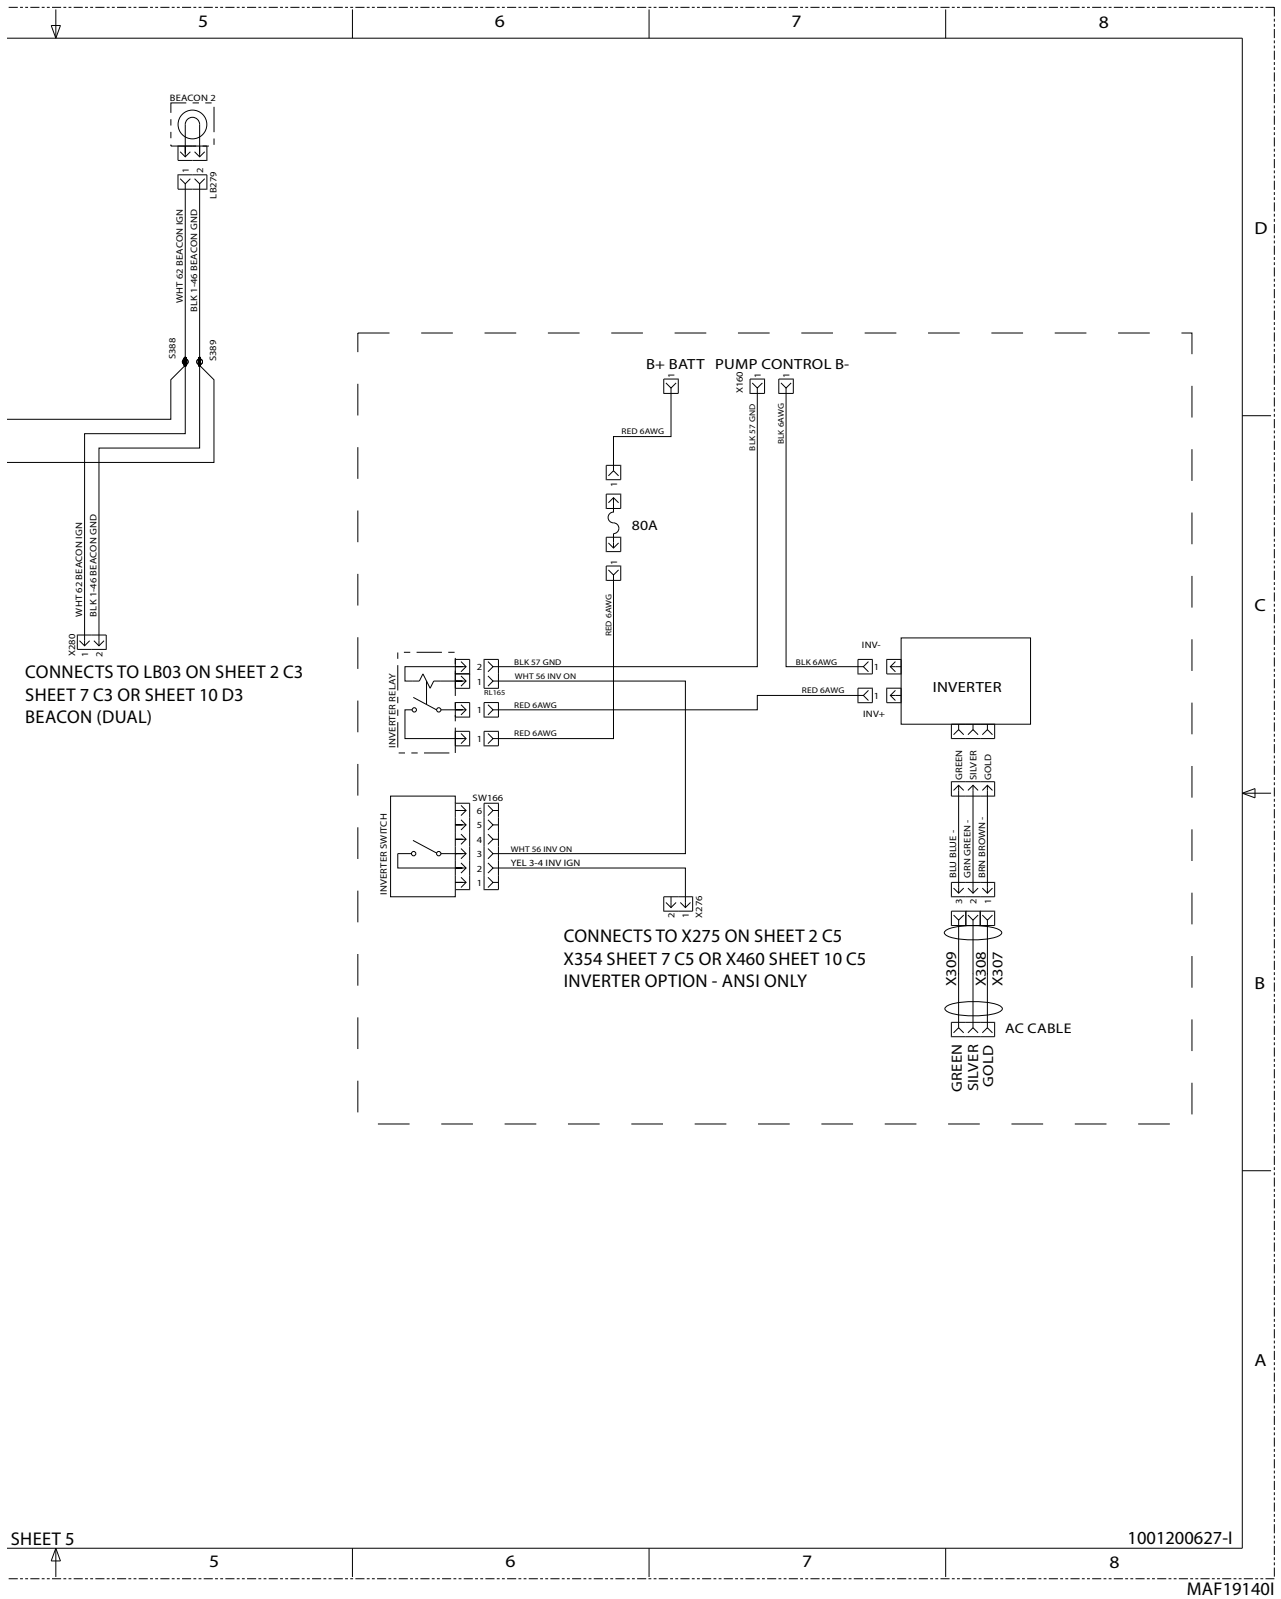 5 6 7 8
BEACON 2
1 2
LB279
WHT 62 BEACON IGN
BLK 1-46 BEACON GND
D
S388
S389
B+ BATT PUMP CONTROL B-
1
X160
1
1
RED 6AWG
BLK 57 GND
BLK 6AWG
1
80A
1
RED 6AWG
WHT 62 BEACON IGN
BLK 1-46 BEACON GND
X280
1
2
C
CONNECTS TO LB03 ON SHEET 2 C3
SHEET 7 C3 OR SHEET 10 D3
BEACON (DUAL)
INVERTER RELAY
2
BLK 57 GND
1
WHT 56 INV ON
RL165
1
RED 6AWG
1
RED 6AWG
INV-
BLK 6AWG
1
RED 6AWG
1
INV+
INVERTER
GREEN
SILVER
GOLD
INVERTER SWITCH
SW166
6
5
4
3
WHT 56 INV ON
2
YEL 3-4 INV IGN
1
2
1
X276
BLU BLUE -
GRN GREEN -
BRN BROWN -
3
2
1
CONNECTS TO X275 ON SHEET 2 C5
X354 SHEET 7 C5 OR X460 SHEET 10 C5
INVERTER OPTION - ANSI ONLY
X309
X308
X307
B
AC CABLE
GREEN
SILVER
GOLD
A
SHEET 5
1001200627-I
5 6 7 8
MAF19140I